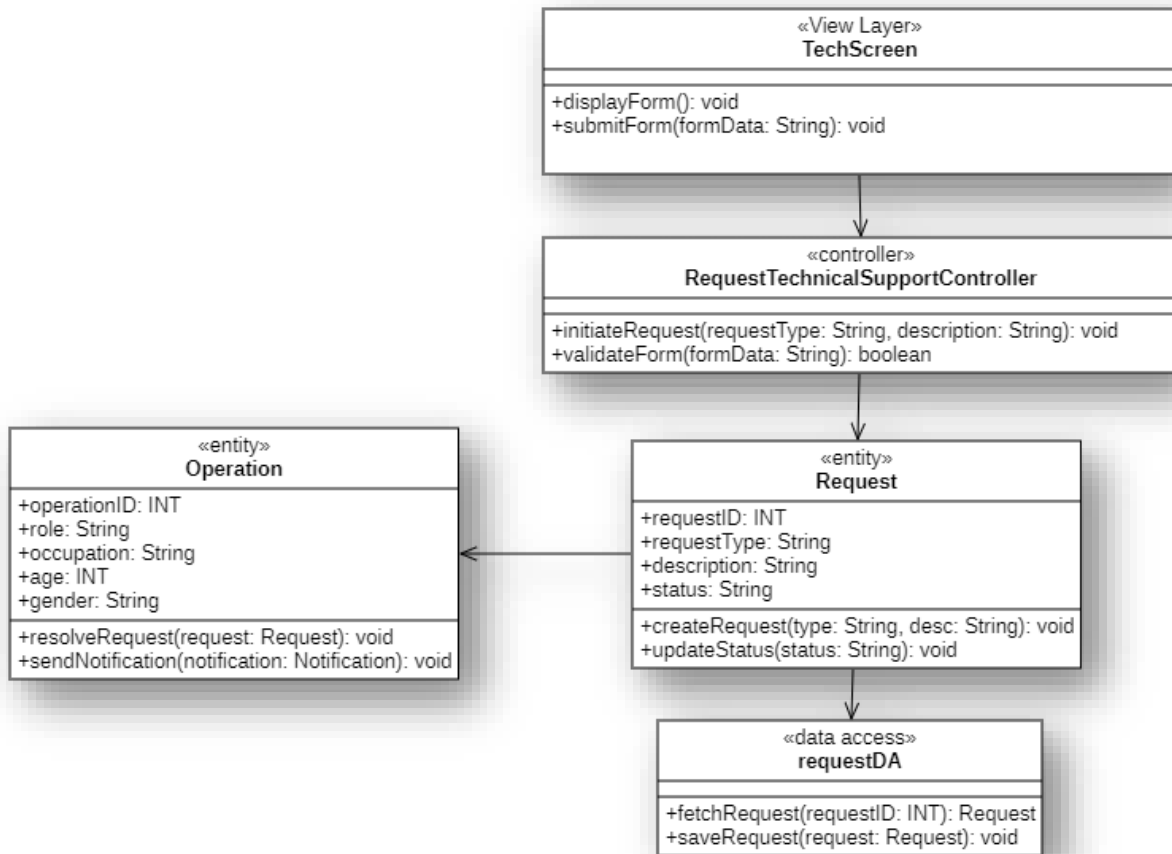 «View Layer»
TechScreen
+displayForm(): void
+submitForm(formData: String): void
«controller»
RequestTechnicalSupportController
+initiateRequest(requestType: String, description: String): void
+validateForm(formData: String): boolean
«entity»
Operation
+operationID: INT
+role: String
+occupation: String
+age: INT
+gender: String
+resolveRequest(request: Request): void
+sendNotification(notification: Notification): void
«entity»
Request
+requestID: INT
+requestType: String
+description: String
+status: String
+createRequest(type: String, desc: String): void
+updateStatus(status: String): void
«data access»
requestDA
+fetchRequest(requestID: INT): Request
+saveRequest(request: Request): void